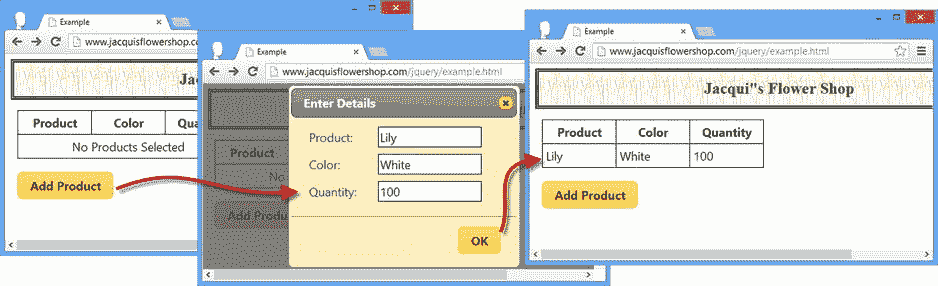 Example
www.jacquisflowershop.c
Ja
Product Color Qua
No Products Selected
Add Product
Example
www.jacquisflowershop.com/jquery/example.html
Enter Details
Product: Lily
Color: White
Quantity: 100
OK
Product
No
Add Produ
Example
www.jacquisflowershop.com/jquery/example.html
Jacqui"s Flower Shop
Product Color Quantity
Lily White 100
Add Product